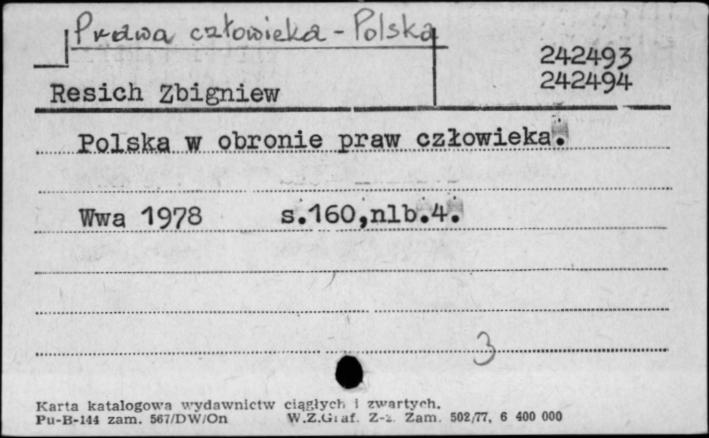 Prawa człowieka - Polska
242493
242494
Resich Zbigniew
Polska w obronie praw człowieka.
Wwa 1978 s.160,nlb.4.
3
Karta katalogowa wydawnictw ciągłych i zwartych.
Pu-B-144 zam. 567/DW/On W.Z.Graf. Z-z. Zam. 502/77, 6 400 000